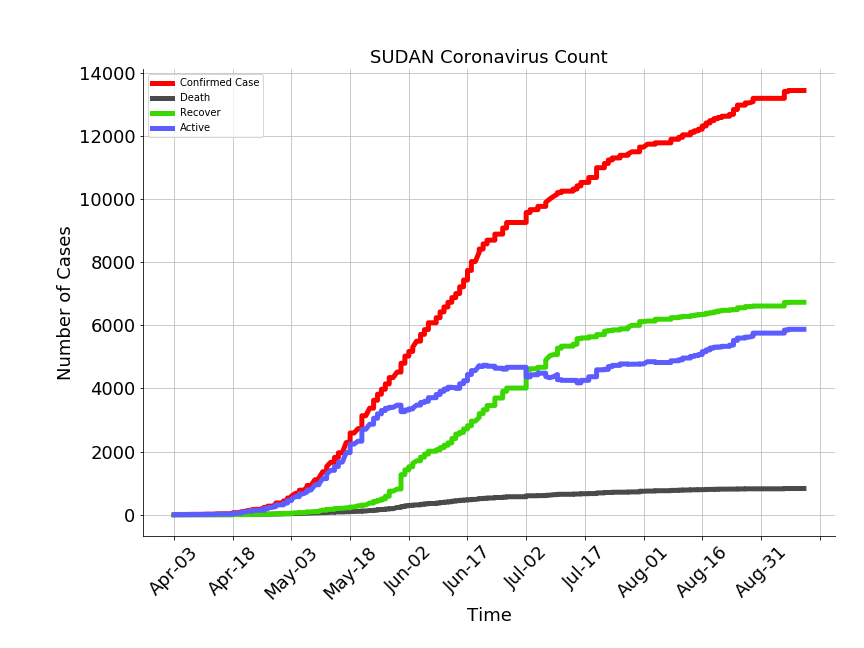 SUDAN Coronavirus Count
Confirmed Case
Death
Recover
Active
Number of Cases
14000
12000
10000
8000
6000
4000
2000
0
Apr-03 Apr-18 May-03 May-18 Jun-02 Jun-17 Jul-02 Jul-17 Aug-01 Aug-16 Aug-31
Time